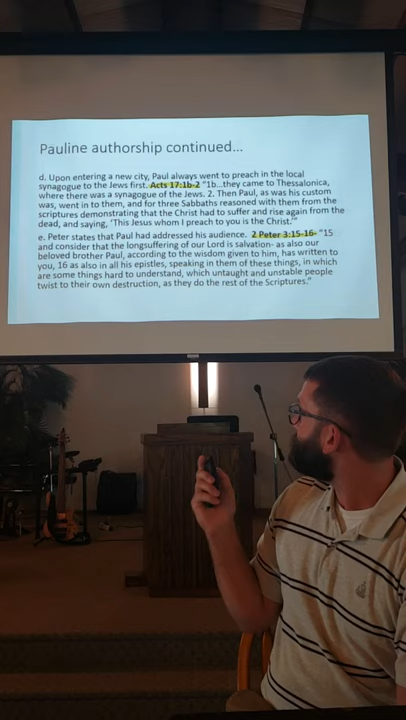 Pauline authorship continued...
d. Upon entering a new city, Paul always went to preach in the local
synagogue to the Jews first. Acts 17:1b-2 "1b...they came to Thessalonica,
where there was a synagogue of the Jews. 2. Then Paul, as was his custom
was, went in to them, and for three Sabbaths reasoned with them from the
scriptures demonstrating that the Christ had to suffer and rise again from the
dead, and saying, 'This Jesus whom I preach to you is the Christ.'"
e. Peter states that Paul had addressed his audience. 2 Peter 3:15-16- "15
and consider that the longsuffering of our Lord is salvation- as also our
beloved brother Paul, according to the wisdom given to him, has written to
you, 16 as also in all his epistles, speaking in them of these things, in which
are some things hard to understand, which untaught and unstable people
twist to their own destruction, as they do the rest of the Scriptures."